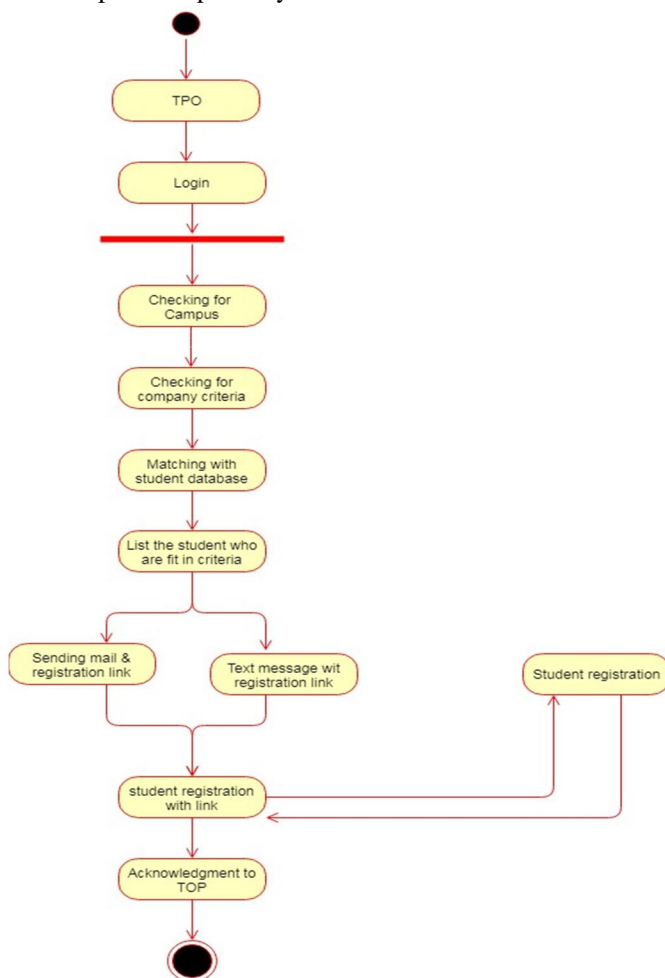 TPO
Login
Checking for
Campus
Checking for
company criteria
Matching with
student database
List the student who
are fit in criteria
Sending mail &
registration link
Text message wit
registration link
Student registration
student registration
with link
Acknowledgment to
TOP